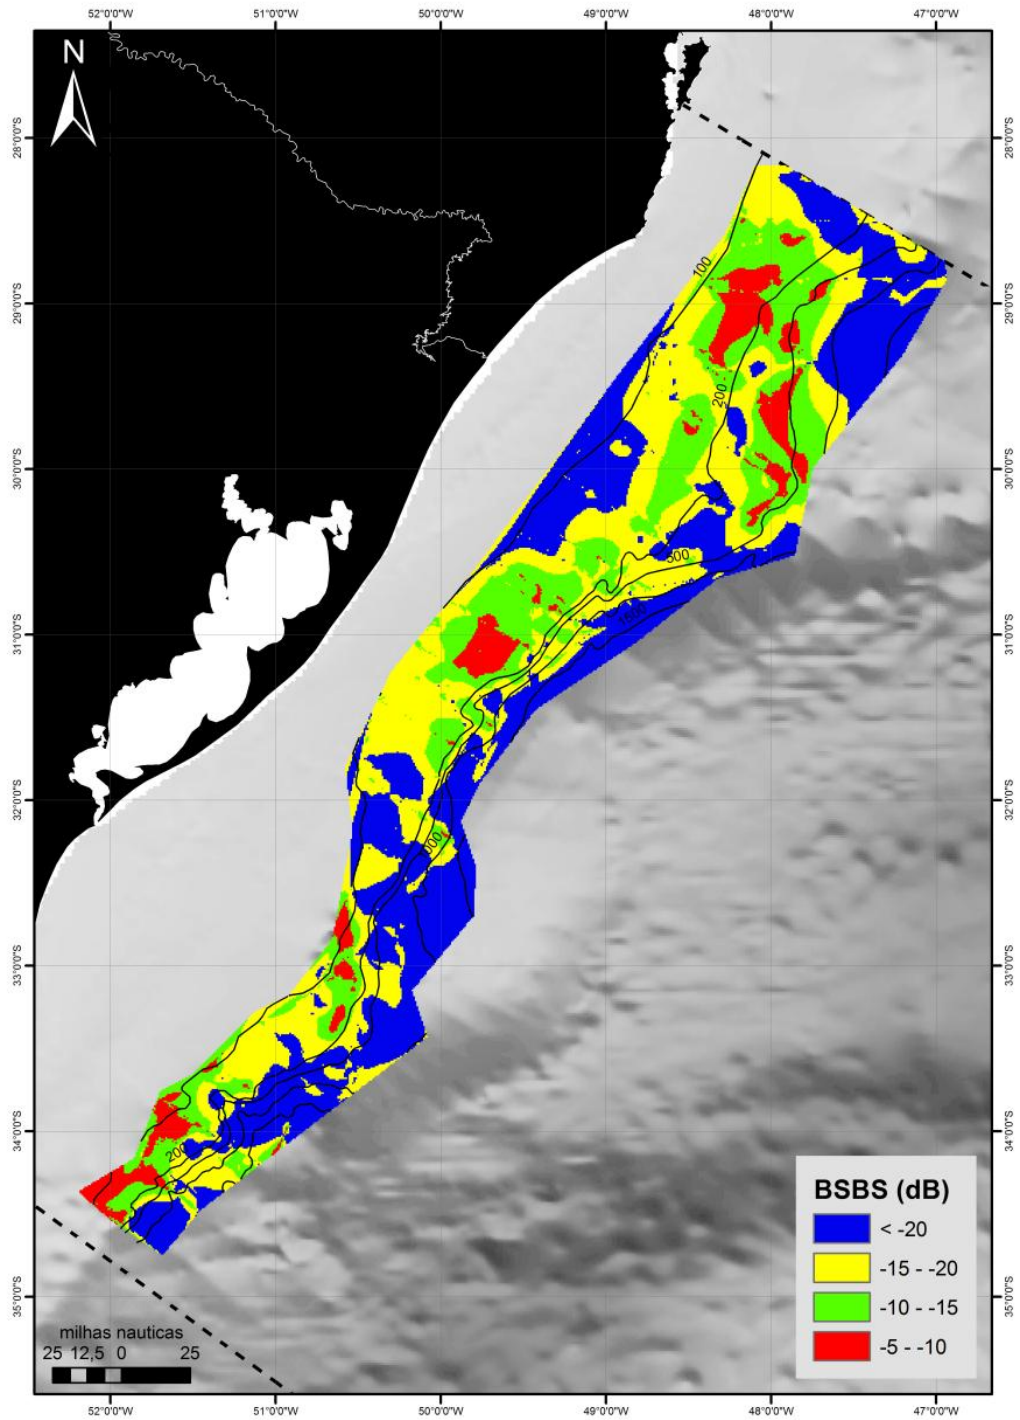 52°0'0"W 51°0'0"W 50°0'0"W 49°0'0"W 48°0'0"W 47°0'0"W
N
28°0'0"S 28°0'0"S
100
29°0'0"S 29°0'0"S
200
30°0'0"S 30°0'0"S
500
31°0'0"S 31°0'0"S
32°0'0"S 32°0'0"S
33°0'0"S 33°0'0"S
34°0'0"S 34°0'0"S
200
35°0'0"S 35°0'0"S
BSBS (dB)
< -20
-15 - -20
-10 - -15
-5 - -10
milhas nauticas
25 12,5 0 25
52°0'0"W 51°0'0"W 50°0'0"W 49°0'0"W 48°0'0"W 47°0'0"W